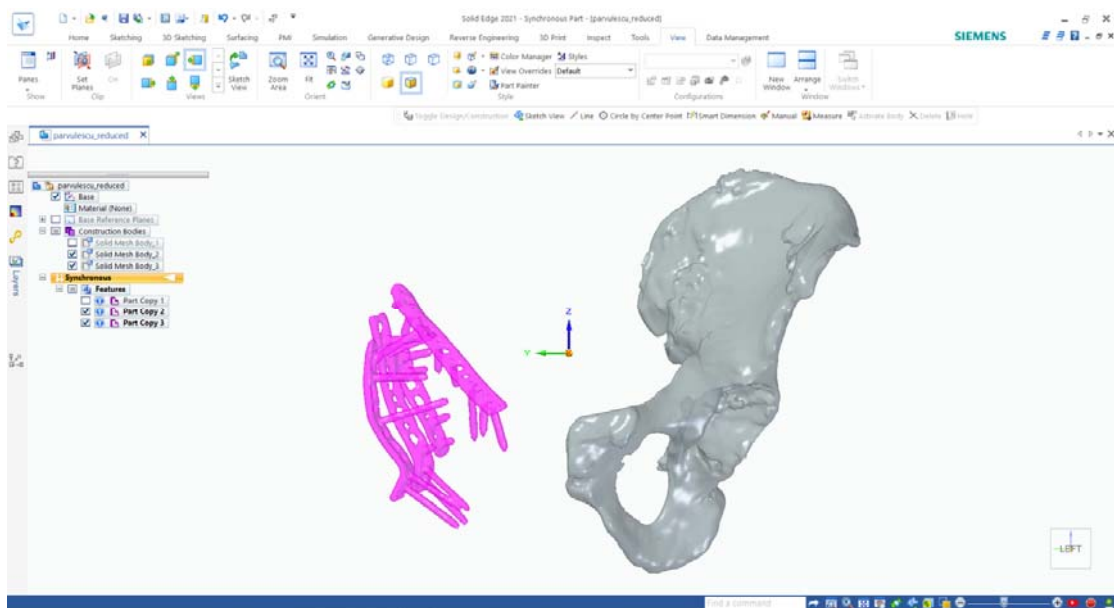 Solid Edge 2021 - Synchronous Part - [parvulescu_reduced]
Home Sketching 3D Sketching Surfacing PMI Simulation Generative Design Reverse Engineering 3D Print Inspect Tools View Data Management SIEMENS
Color Manager Styles
View Overrides Default
Part Painter
Panes Set Planes On Sketch View Zoom Area Fit New Window Arrange Switch Windows
Show Clip Views Orient Style Configurations Window
Toggle Design/Construction Sketch View Line Circle by Center Point Smart Dimension Manual Measure Activate Body Delete
parvulescu_reduced
parvulescu_reduced
Base
Material (None)
Base Reference Planes
Construction Bodies
Solid Mesh Body_1
Solid Mesh Body_2
Solid Mesh Body_3
Synchronous
Features
Part Copy 1
Part Copy 2
Part Copy 3
Layers
Z
Y
LEFT
Find a command